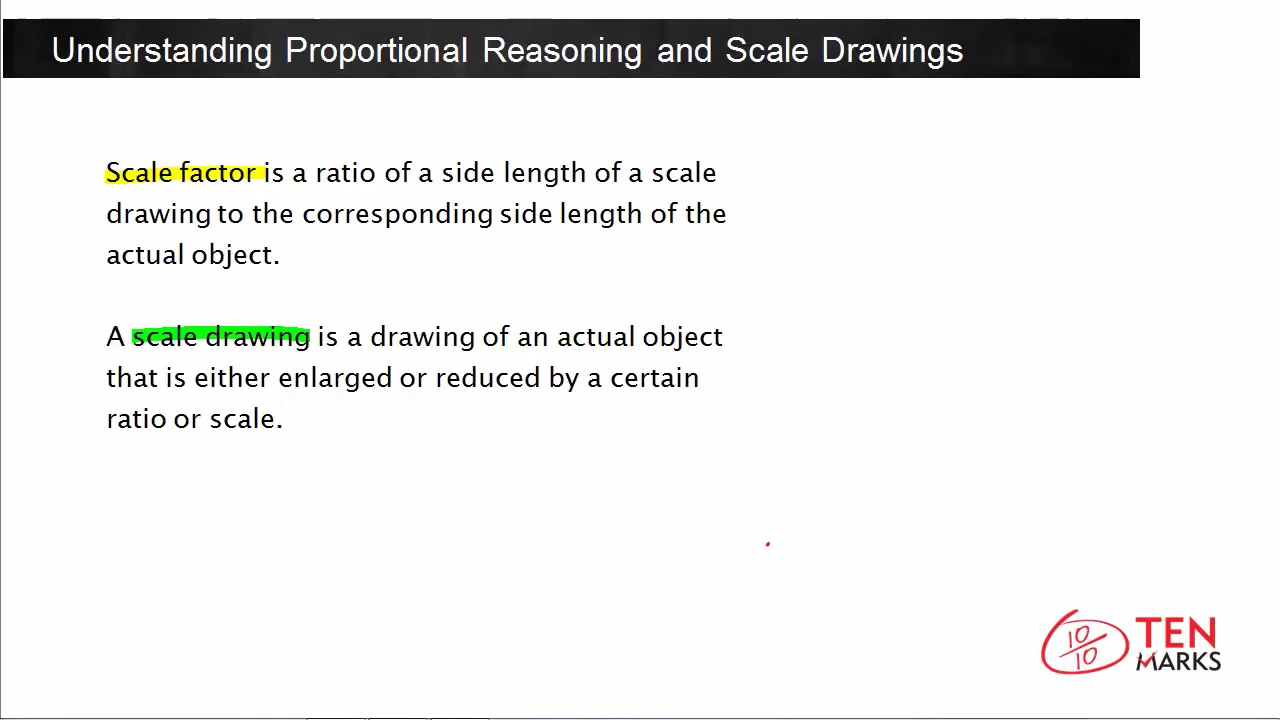 Understanding Proportional Reasoning and Scale Drawings
Scale factor is a ratio of a side length of a scale
drawing to the corresponding side length of the
actual object.
A scale drawing is a drawing of an actual object
that is either enlarged or reduced by a certain
ratio or scale.
10
10
TEN
MARKS